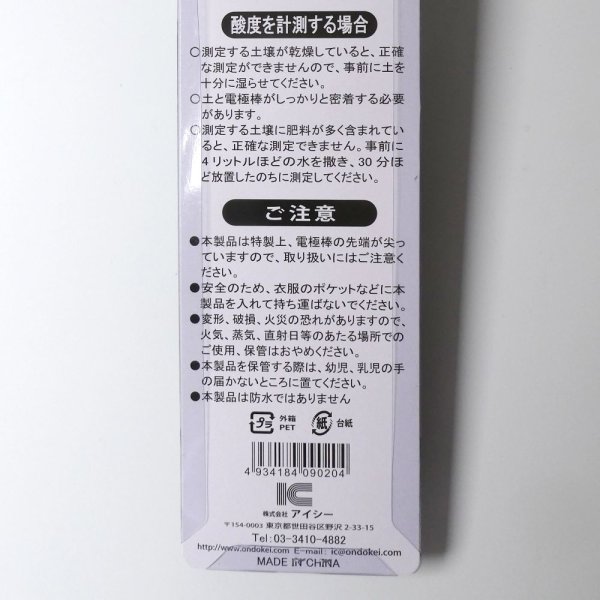 酸度を計測する場合
○測定する土壌が乾燥していると、正確
な測定ができませんので、事前に土を
十分に湿らせてください。
○土と電極棒がしっかりと密着する必要
があります。
○測定する土壌に肥料が多く含まれてい
ると、正確な測定できません。事前に
4リットルほどの水を撒き、30分ほ
ど放置したのちに測定してください。
ご注意
●本製品は特製上、電極棒の先端が尖っ
ていますので、取り扱いにはご注意く
ださい。
●安全のため、衣服のポケットなどに本
製品を入れて持ち運ばないでください。
●変形、破損、火災の恐れがありますので、
火気、蒸気、直射日等のあたる場所での
ご使用、保管はおやめください。
●本製品を保管する際は、幼児、乳児の手
の届かないところに置てください。
●本製品は防水ではありません
プラ 外箱 PET 紙 台紙
4 934184 090204
IC
株式会社 アイシー
〒154-0003 東京都世田谷区野沢 2-33-15
Tel : 03-3410-4882
http://www.ondokei.com E-mail : ic@ondokei.com
MADE IN CHINA